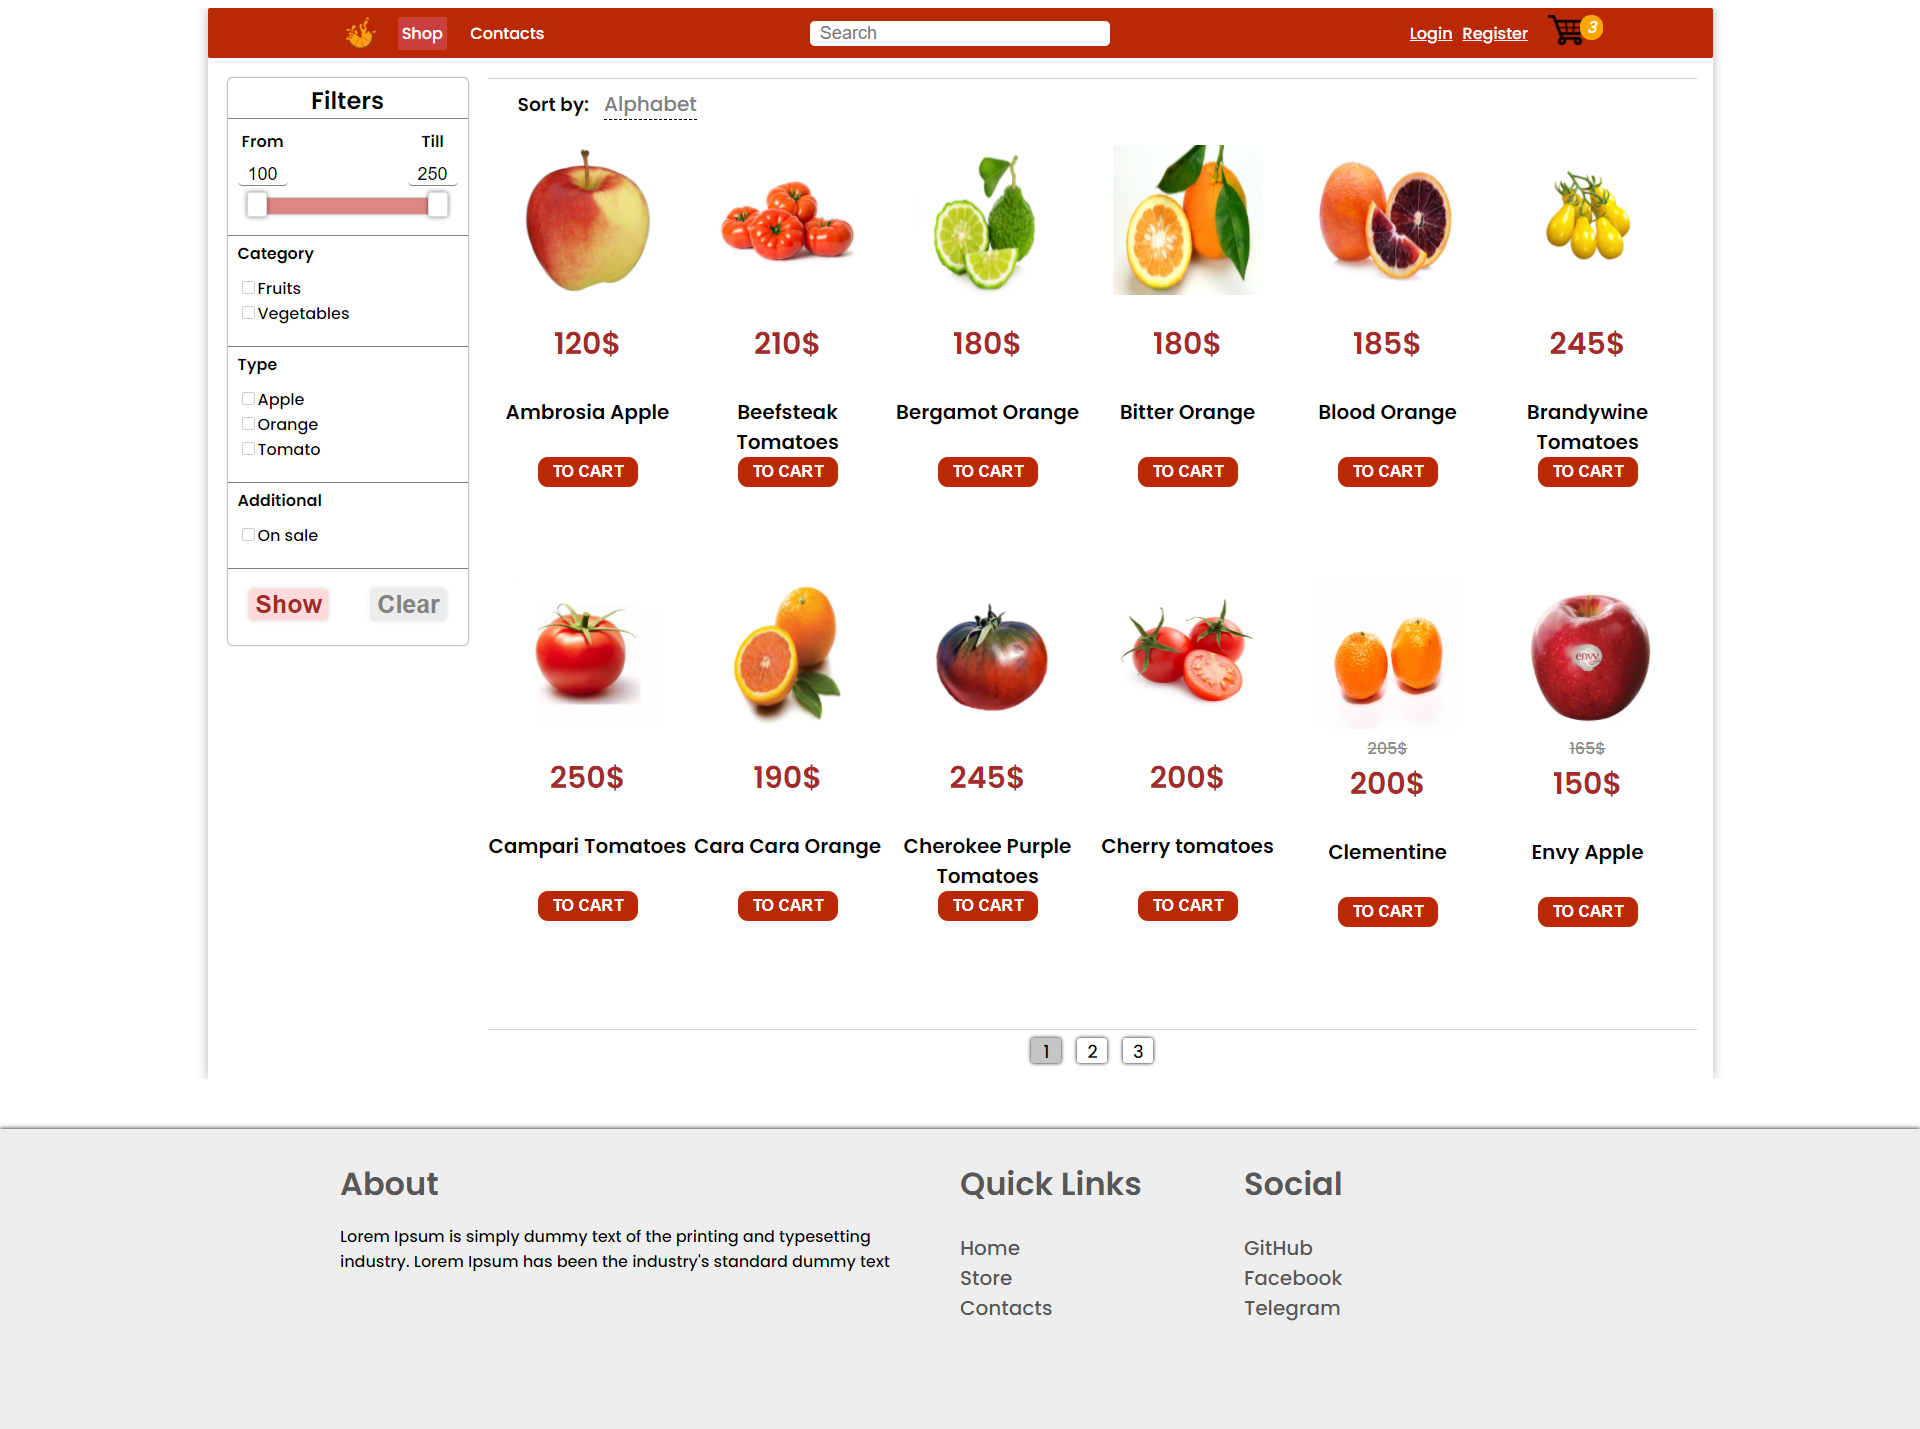 Shop Contacts Search Login Register 3
Filters
From Till
100 250
Category
Fruits
Vegetables
Type
Apple
Orange
Tomato
Additional
On sale
Show Clear
Sort by: Alphabet
120$ 210$ 180$ 180$ 185$ 245$
Ambrosia Apple Beefsteak Bergamot Orange Bitter Orange Blood Orange Brandywine
Tomatoes Tomatoes
TO CART TO CART TO CART TO CART TO CART TO CART
envy
205$ 165$
250$ 190$ 245$ 200$ 200$ 150$
Campari Tomatoes Cara Cara Orange Cherokee Purple Cherry tomatoes Clementine Envy Apple
Tomatoes
TO CART TO CART TO CART TO CART TO CART TO CART
1 2 3
About Quick Links Social
Lorem Ipsum is simply dummy text of the printing and typesetting
industry. Lorem Ipsum has been the industry's standard dummy text
Home
Store
Contacts
GitHub
Facebook
Telegram